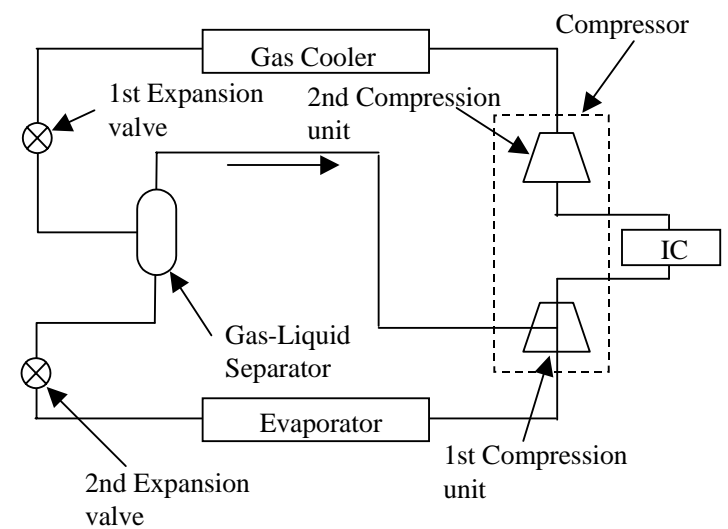 Compressor
Gas Cooler
1st Expansion
valve
2nd Compression
unit
IC
Gas-Liquid
Separator
Evaporator
1st Compression
unit
2nd Expansion
valve